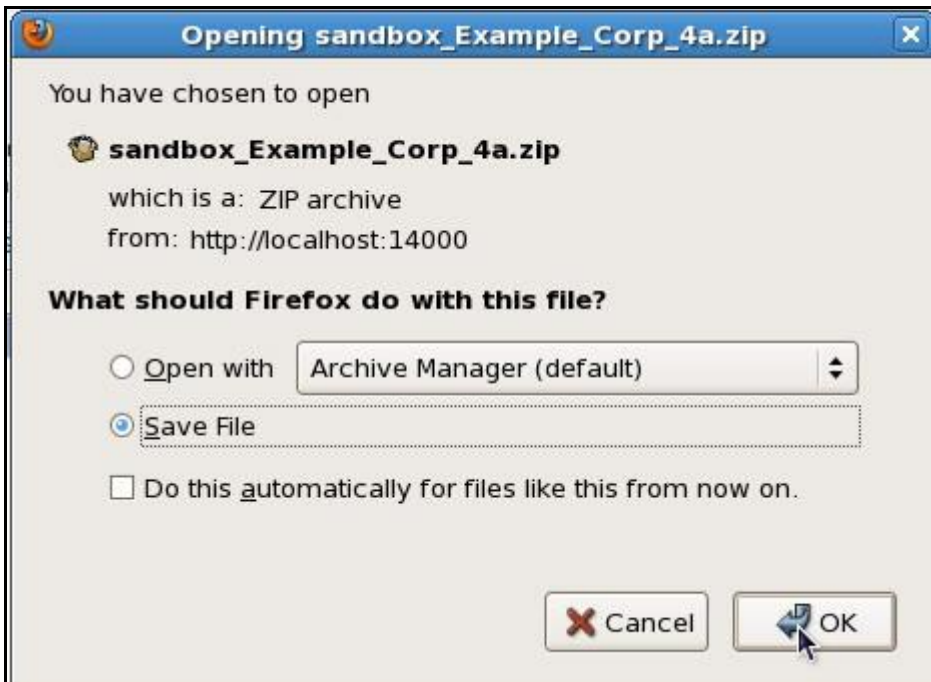 Opening sandbox_Example_Corp_4a.zip
You have chosen to open
sandbox_Example_Corp_4a.zip
which is a: ZIP archive
from: http://localhost:14000
What should Firefox do with this file?
Open with Archive Manager (default)
Save File
Do this automatically for files like this from now on.
Cancel OK